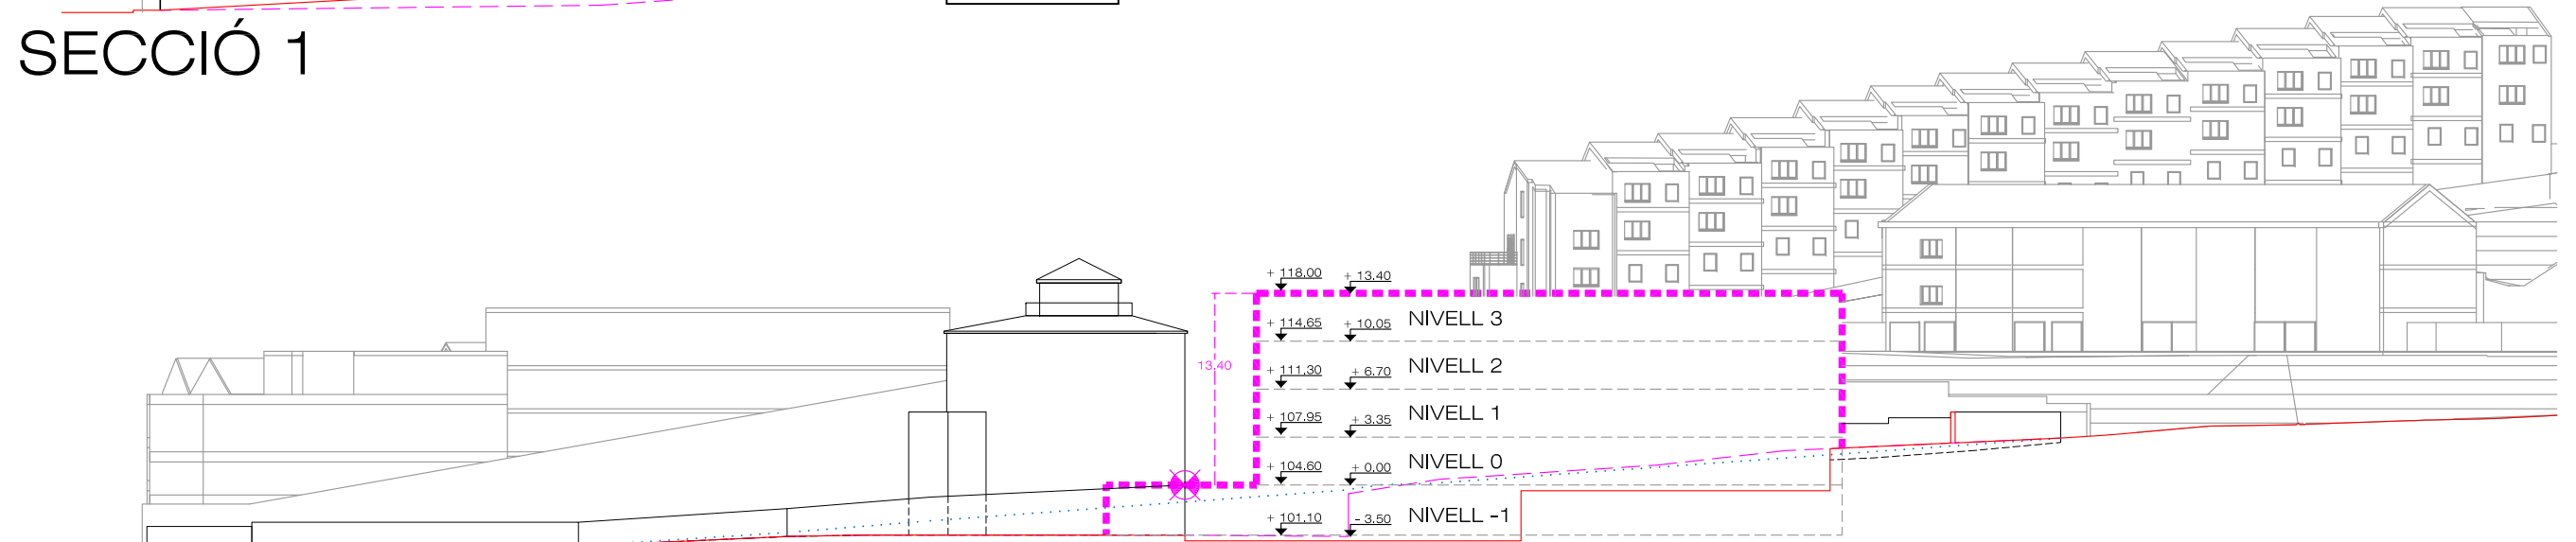 SECCIÓ 1
+ 118.00 + 13.40
+ 114.65 + 10.05 NIVELL 3
13.40
+ 111.30 + 6.70 NIVELL 2
+ 107.95 + 3.35 NIVELL 1
+ 104.60 + 0.00 NIVELL 0
+ 101.10 - 3.50 NIVELL -1